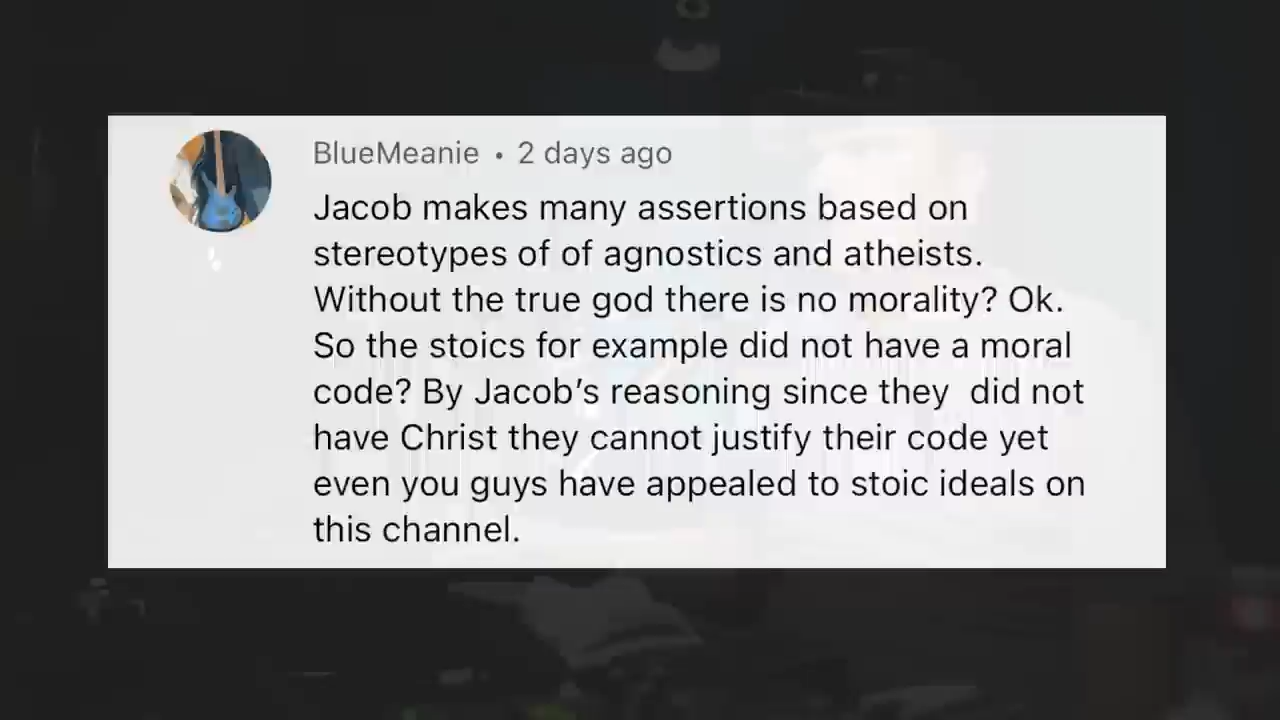 BlueMeanie • 2 days ago
Jacob makes many assertions based on
stereotypes of of agnostics and atheists.
Without the true god there is no morality? Ok.
So the stoics for example did not have a moral
code? By Jacob’s reasoning since they  did not
have Christ they cannot justify their code yet
even you guys have appealed to stoic ideals on
this channel.